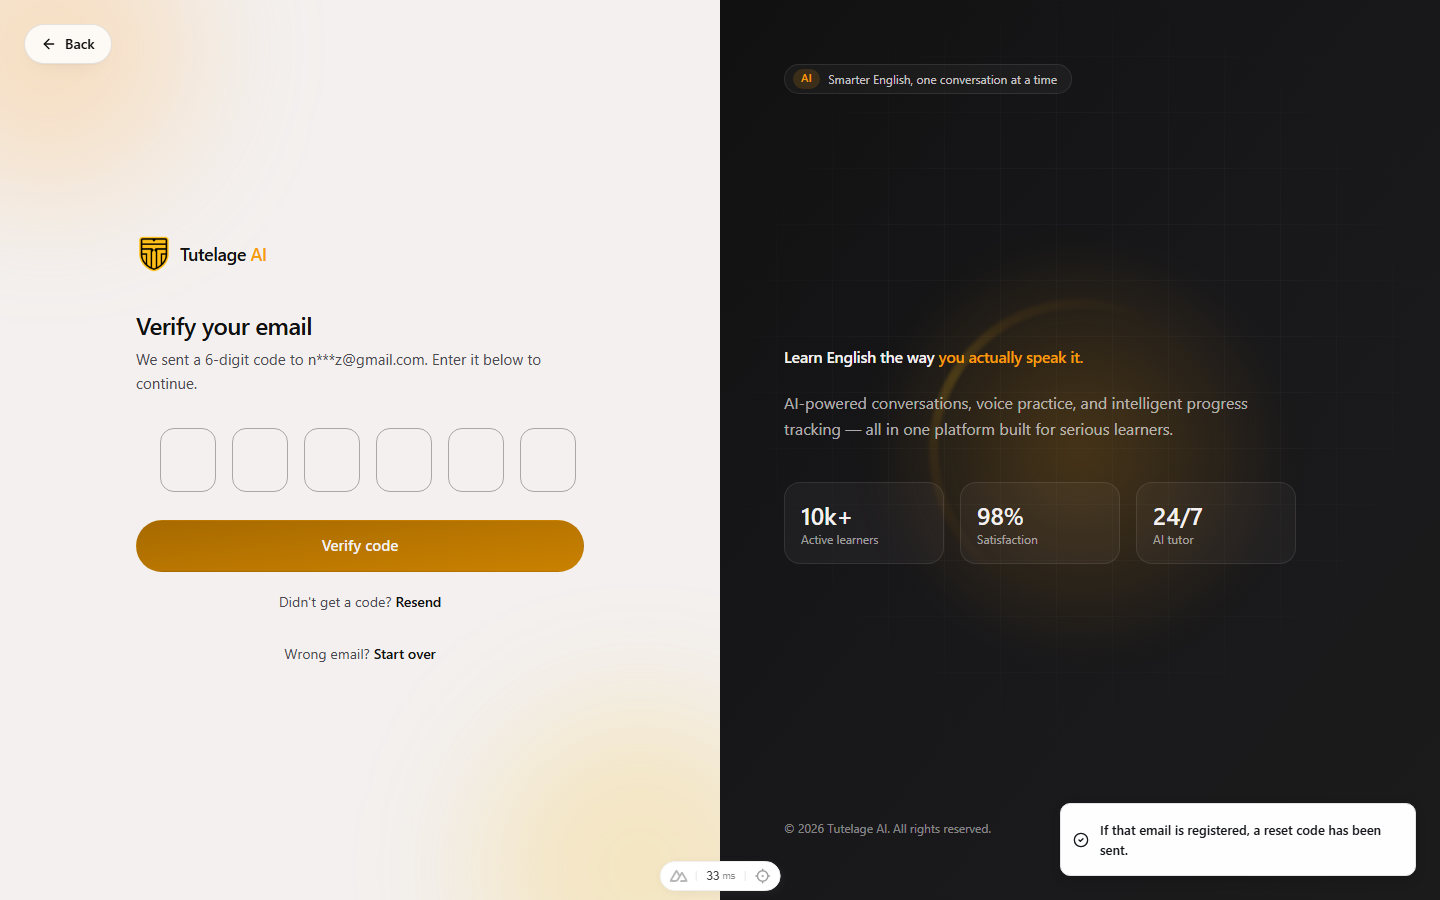 Back
Tutelage AI
Verify your email
We sent a 6-digit code to n***z@gmail.com. Enter it below to
continue.
Verify code
Didn't get a code? Resend
Wrong email? Start over
AI Smarter English, one conversation at a time
Learn English the way you actually speak it.
AI-powered conversations, voice practice, and intelligent progress
tracking — all in one platform built for serious learners.
10k+
Active learners
98%
Satisfaction
24/7
AI tutor
© 2026 Tutelage AI. All rights reserved.
If that email is registered, a reset code has been
sent.
33 ms